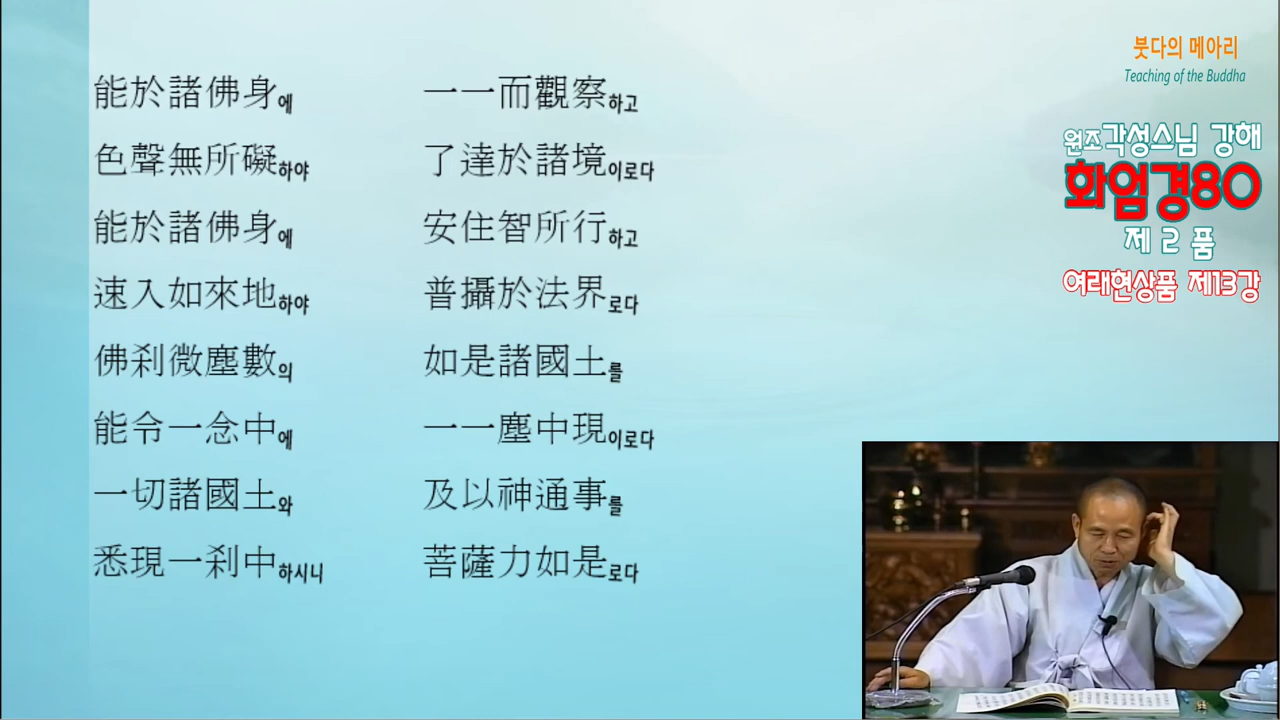 能於諸佛身에 一一而觀察하고
色聲無所礙하야 了達於諸境이로다
能於諸佛身에 安住智所行하고
速入如來地하야 普攝於法界로다
佛刹微塵數의 如是諸國土를
能令一念中에 一一塵中現이로다
一切諸國土와 及以神通事를
悉現一刹中하시니 菩薩力如是로다
붓다의 메아리
Teaching of the Buddha
원조각성스님 강해
화엄경80
제2품
여래현상품 제13강